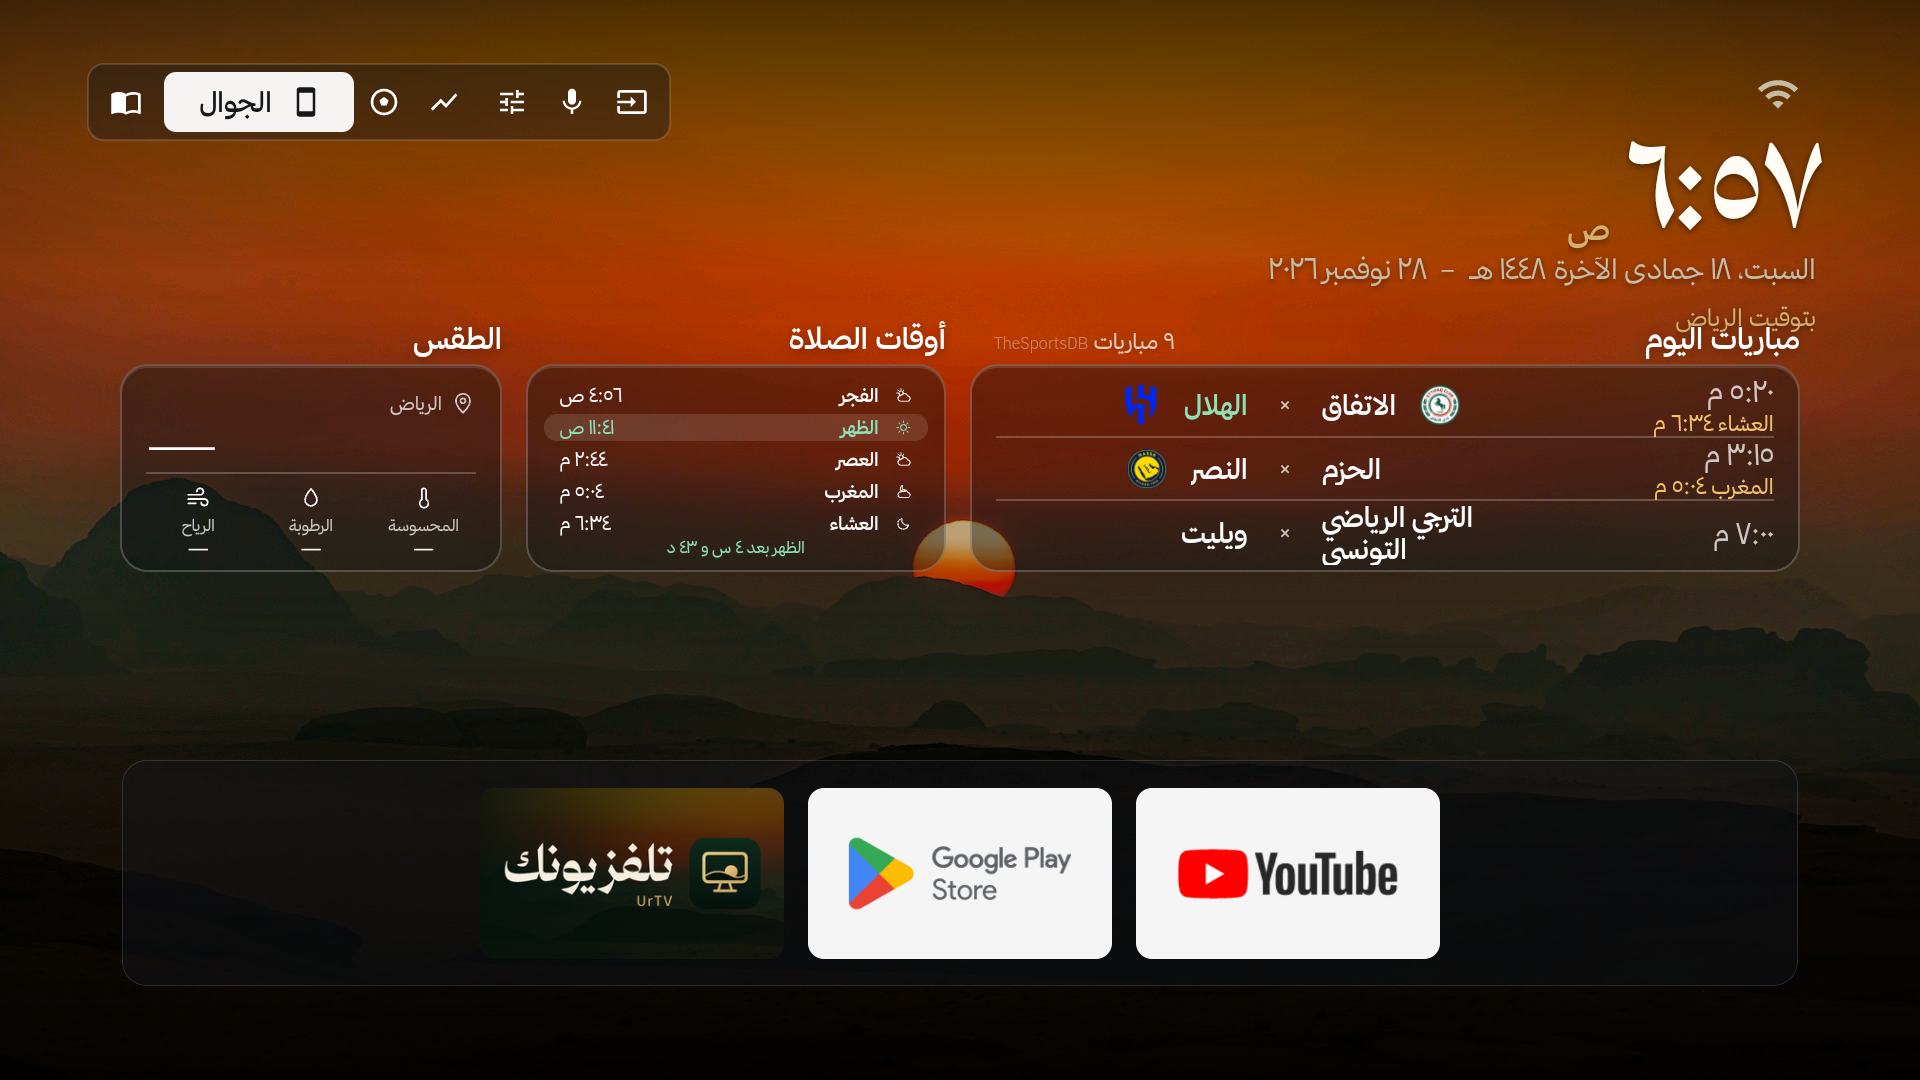 الجوال
٦:٥٧ ص
السبت، ١٨ جمادى الآخرة ١٤٤٨ هـ – ٢٨ نوفمبر ٢٠٢٦
بتوقيت الرياض
مباريات اليوم
٩ مباريات TheSportsDB
٥:٢٠ م
العشاء ٦:٣٤ م
الاتفاق × الهلال
٣:١٥ م
المغرب ٥:٠٤ م
الحزم × النصر
٧:٠٠ م
الترجي الرياضي التونسي × ويليت
أوقات الصلاة
الفجر ٤:٥٦ ص
الظهر ١١:٤١ ص
العصر ٢:٤٤ م
المغرب ٥:٠٤ م
العشاء ٦:٣٤ م
الظهر بعد ٤ س و ٤٣ د
الطقس
الرياض
—
المحسوسة
—
الرطوبة
—
الرياح
—
YouTube
Google Play
Store
تلفزيونك
UrTV